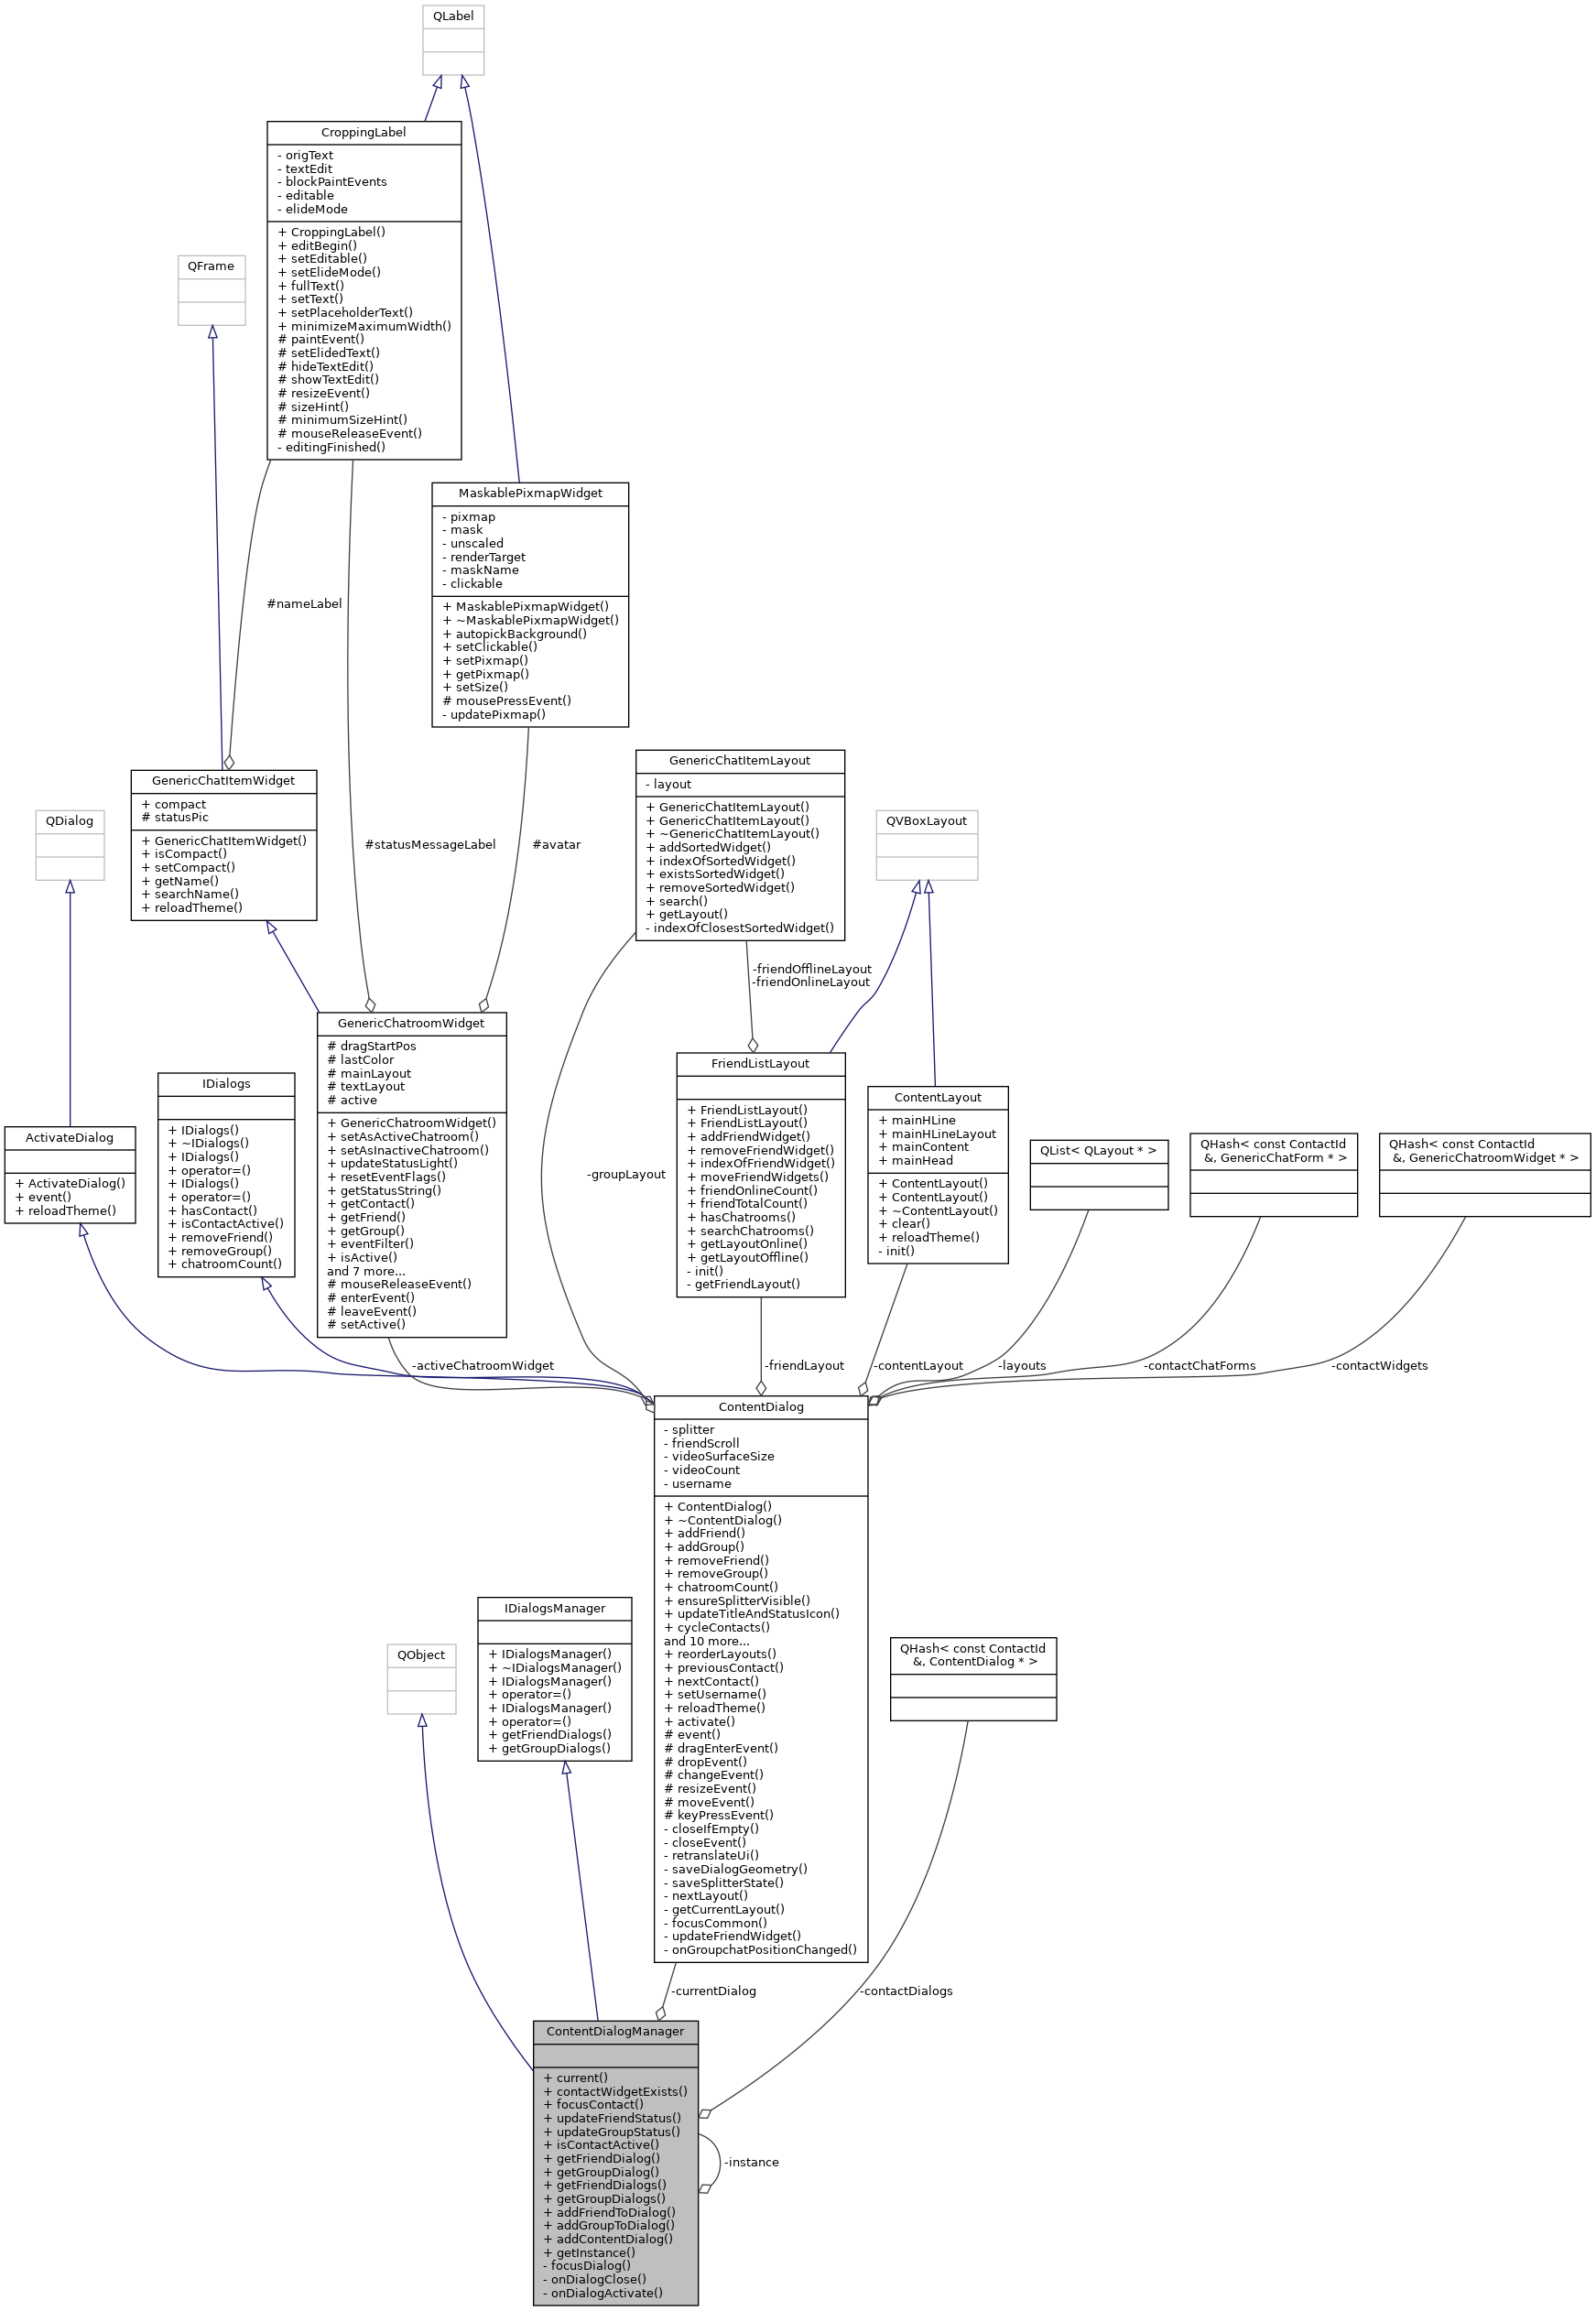 QLabel
CroppingLabel
- origText
- textEdit
- blockPaintEvents
- editable
- elideMode
+ CroppingLabel()
+ editBegin()
+ setEditable()
+ setElideMode()
+ fullText()
+ setText()
+ setPlaceholderText()
+ minimizeMaximumWidth()
# paintEvent()
# setElidedText()
# hideTextEdit()
# showTextEdit()
# resizeEvent()
# sizeHint()
# minimumSizeHint()
# mouseReleaseEvent()
- editingFinished()
QFrame
MaskablePixmapWidget
- pixmap
- mask
- unscaled
- renderTarget
- maskName
- clickable
+ MaskablePixmapWidget()
+ ~MaskablePixmapWidget()
+ autopickBackground()
+ setClickable()
+ setPixmap()
+ getPixmap()
+ setSize()
# mousePressEvent()
- updatePixmap()
#nameLabel
GenericChatItemWidget
+ compact
# statusPic
+ GenericChatItemWidget()
+ isCompact()
+ setCompact()
+ getName()
+ searchName()
+ reloadTheme()
#statusMessageLabel
#avatar
GenericChatItemLayout
- layout
+ GenericChatItemLayout()
+ GenericChatItemLayout()
+ ~GenericChatItemLayout()
+ addSortedWidget()
+ indexOfSortedWidget()
+ existsSortedWidget()
+ removeSortedWidget()
+ search()
+ getLayout()
- indexOfClosestSortedWidget()
QDialog
QVBoxLayout
-friendOfflineLayout
-friendOnlineLayout
GenericChatroomWidget
# dragStartPos
# lastColor
# mainLayout
# textLayout
# active
+ GenericChatroomWidget()
+ setAsActiveChatroom()
+ setAsInactiveChatroom()
+ updateStatusLight()
+ resetEventFlags()
+ getStatusString()
+ getContact()
+ getFriend()
+ getGroup()
+ eventFilter()
+ isActive()
and 7 more...
# mouseReleaseEvent()
# enterEvent()
# leaveEvent()
# setActive()
IDialogs
+ IDialogs()
+ ~IDialogs()
+ IDialogs()
+ operator=()
+ IDialogs()
+ operator=()
+ hasContact()
+ isContactActive()
+ removeFriend()
+ removeGroup()
+ chatroomCount()
ActivateDialog
+ ActivateDialog()
+ event()
+ reloadTheme()
-groupLayout
FriendListLayout
+ FriendListLayout()
+ FriendListLayout()
+ addFriendWidget()
+ removeFriendWidget()
+ indexOfFriendWidget()
+ moveFriendWidgets()
+ friendOnlineCount()
+ friendTotalCount()
+ hasChatrooms()
+ searchChatrooms()
+ getLayoutOnline()
+ getLayoutOffline()
- init()
- getFriendLayout()
ContentLayout
+ mainHLine
+ mainHLineLayout
+ mainContent
+ mainHead
+ ContentLayout()
+ ContentLayout()
+ ~ContentLayout()
+ clear()
+ reloadTheme()
- init()
QList< QLayout * >
QHash< const ContactId
&, GenericChatForm * >
QHash< const ContactId
&, GenericChatroomWidget * >
-activeChatroomWidget
-friendLayout
-contentLayout
-layouts
-contactChatForms
-contactWidgets
ContentDialog
- splitter
- friendScroll
- videoSurfaceSize
- videoCount
- username
+ ContentDialog()
+ ~ContentDialog()
+ addFriend()
+ addGroup()
+ removeFriend()
+ removeGroup()
+ chatroomCount()
+ ensureSplitterVisible()
+ updateTitleAndStatusIcon()
+ cycleContacts()
and 10 more...
+ reorderLayouts()
+ previousContact()
+ nextContact()
+ setUsername()
+ reloadTheme()
+ activate()
# event()
# dragEnterEvent()
# dropEvent()
# changeEvent()
# resizeEvent()
# moveEvent()
# keyPressEvent()
- closeIfEmpty()
- closeEvent()
- retranslateUi()
- saveDialogGeometry()
- saveSplitterState()
- nextLayout()
- getCurrentLayout()
- focusCommon()
- updateFriendWidget()
- onGroupchatPositionChanged()
IDialogsManager
+ IDialogsManager()
+ ~IDialogsManager()
+ IDialogsManager()
+ operator=()
+ IDialogsManager()
+ operator=()
+ getFriendDialogs()
+ getGroupDialogs()
QObject
QHash< const ContactId
&, ContentDialog * >
-currentDialog
-contactDialogs
ContentDialogManager
+ current()
+ contactWidgetExists()
+ focusContact()
+ updateFriendStatus()
+ updateGroupStatus()
+ isContactActive()
+ getFriendDialog()
+ getGroupDialog()
+ getFriendDialogs()
+ getGroupDialogs()
+ addFriendToDialog()
+ addGroupToDialog()
+ addContentDialog()
+ getInstance()
- focusDialog()
- onDialogClose()
- onDialogActivate()
-instance